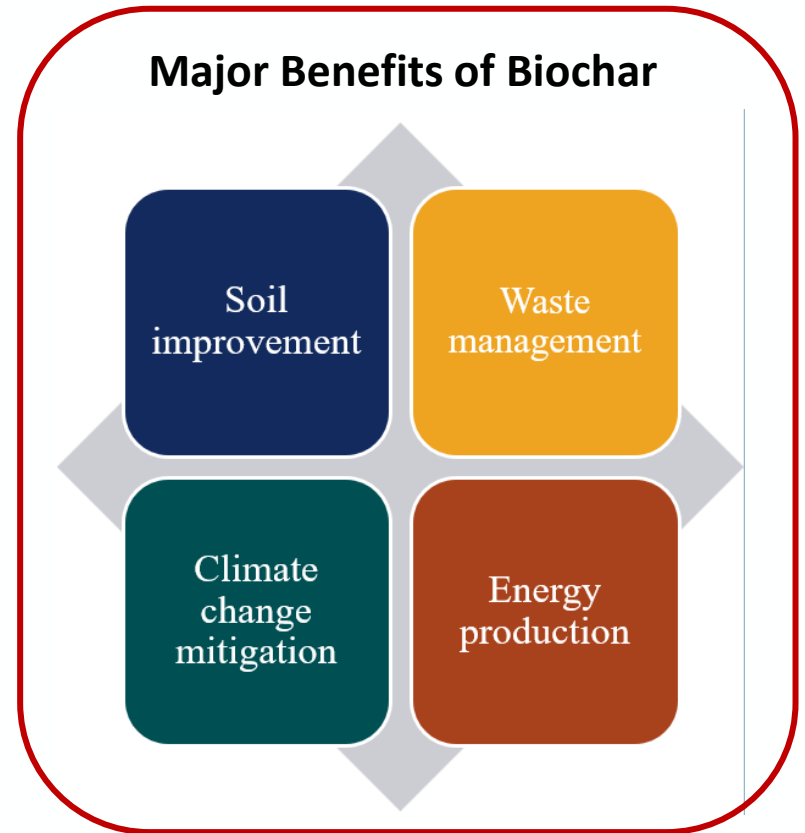 Major Benefits of Biochar
Soil
improvement
Waste
management
Climate
change
mitigation
Energy
production